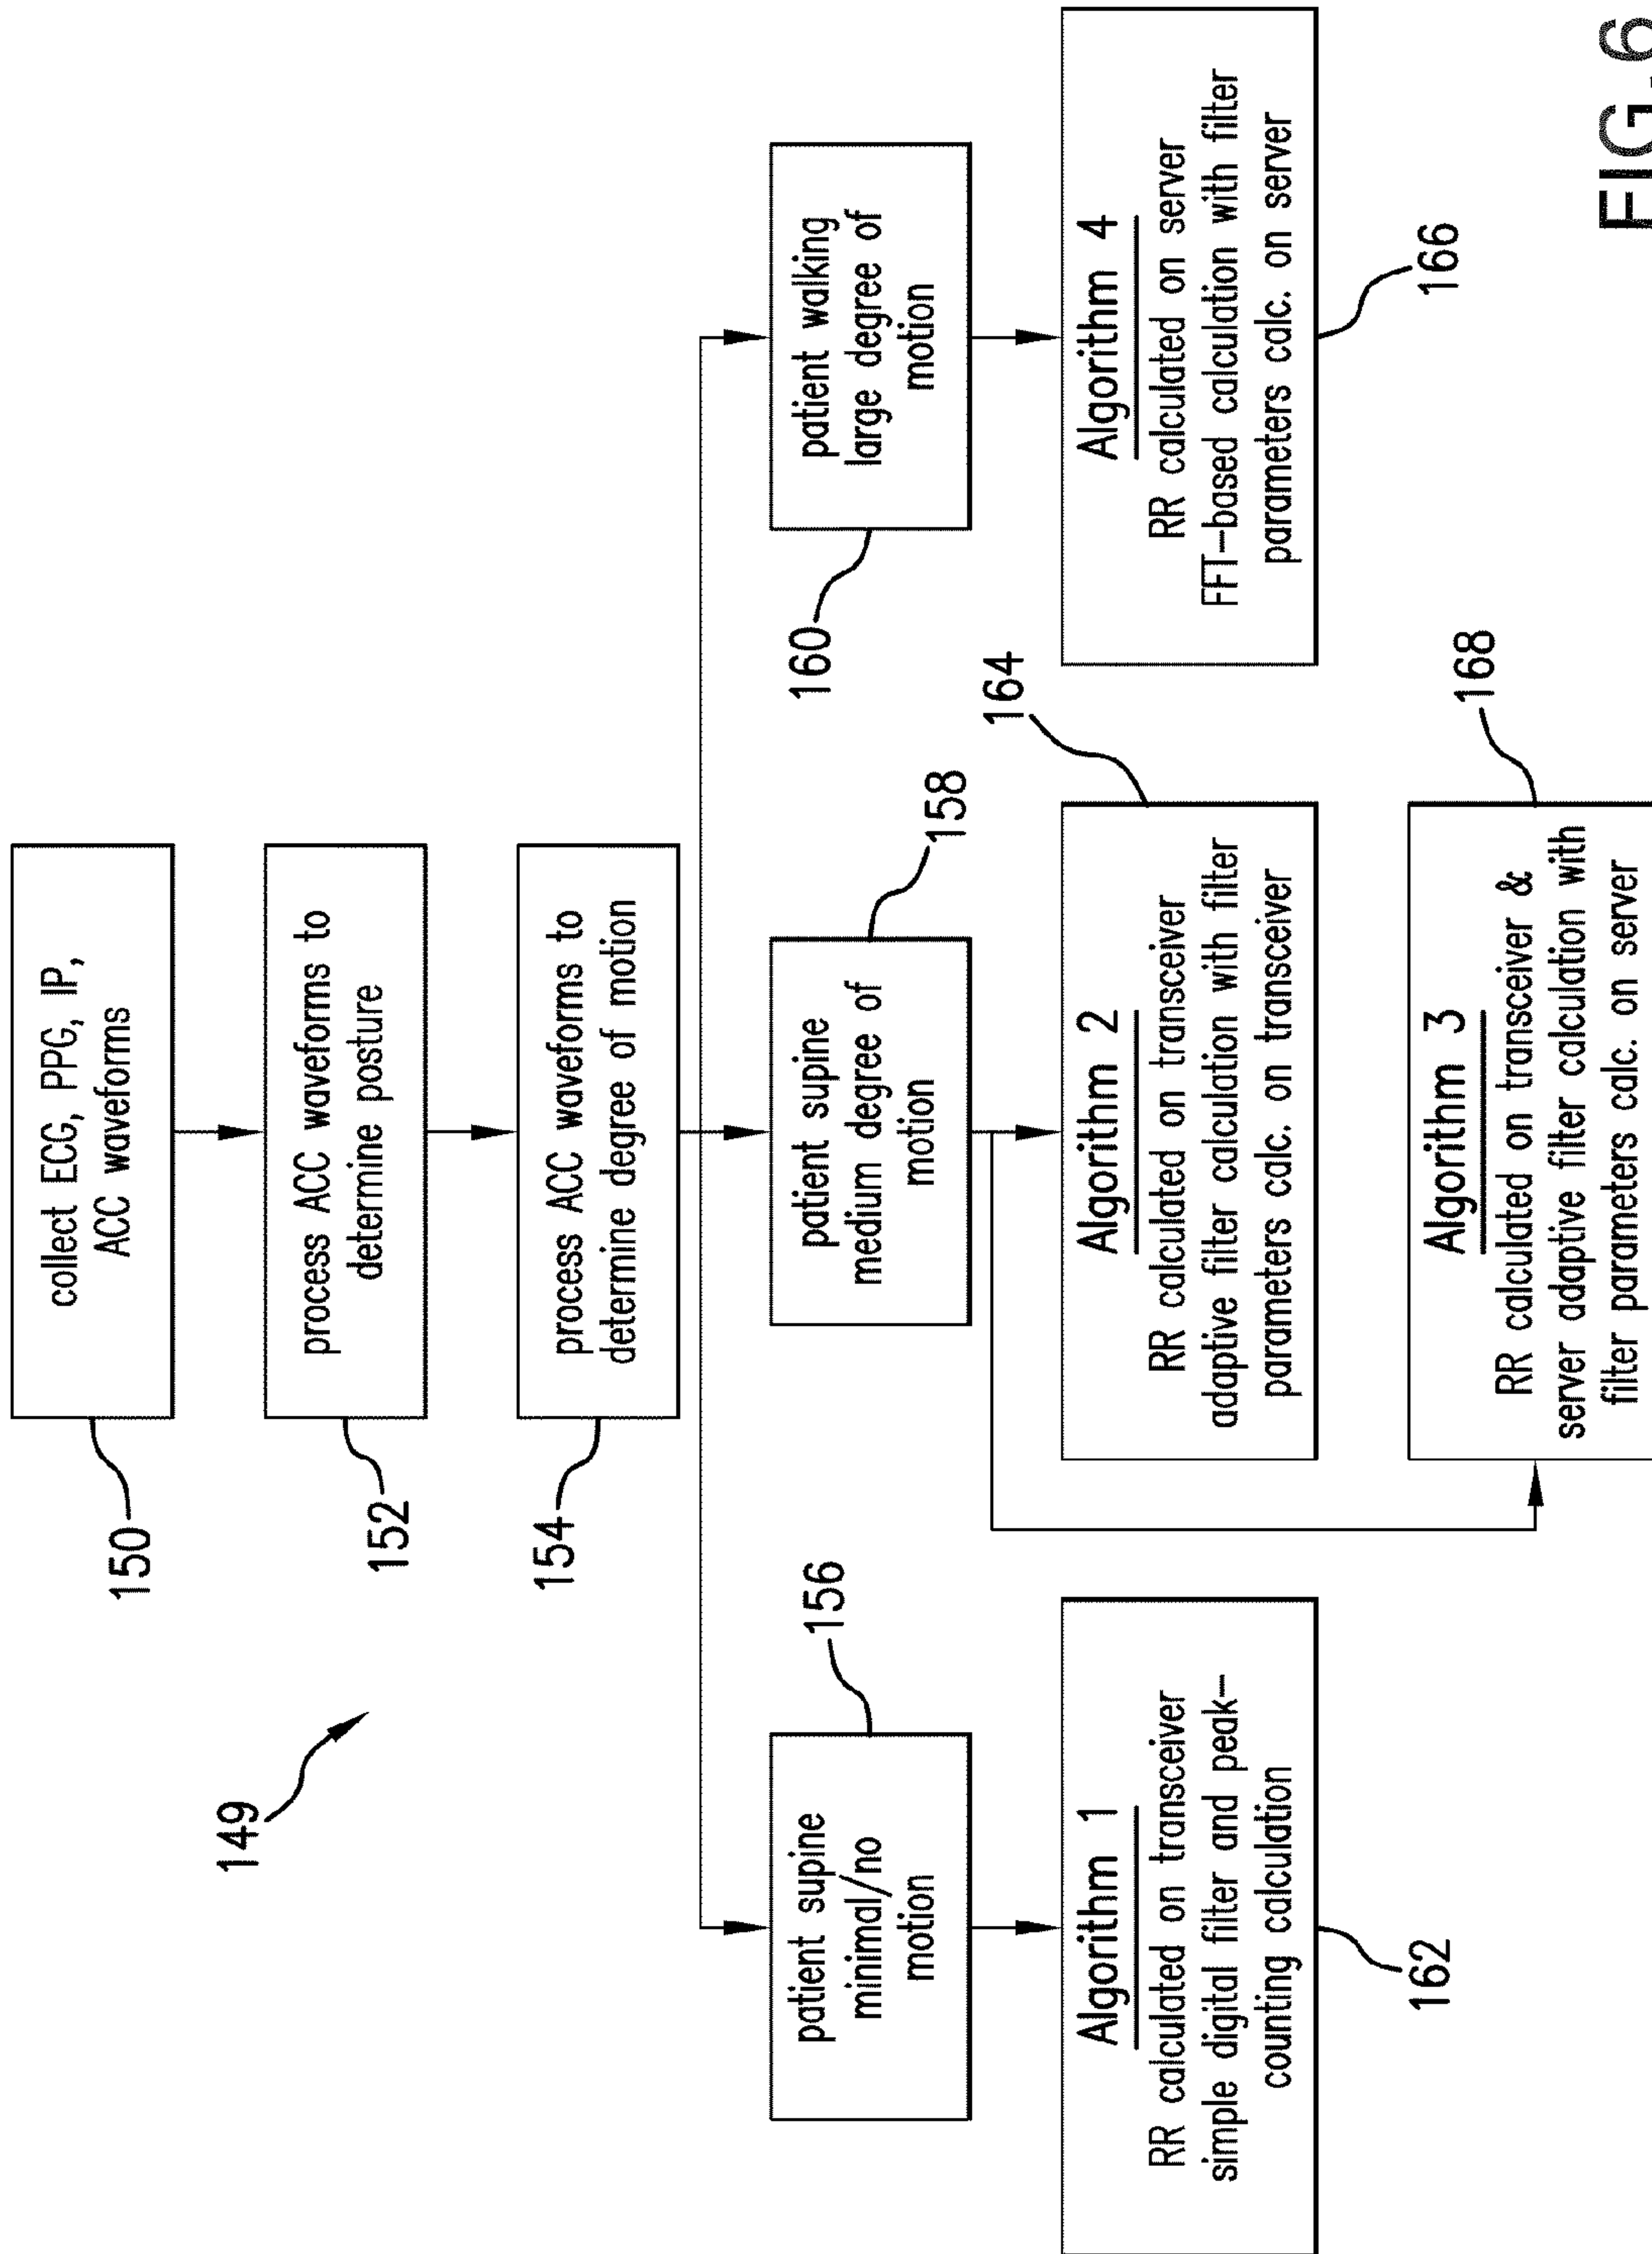 149
collect ECG, PPG, IP,
ACC waveforms
150
process ACC waveforms to
determine posture
152
process ACC waveforms to
determine degree of motion
154
patient supine
minimal/no
motion
156
patient supine
medium degree of
motion
158
patient walking
large degree of
motion
160
Algorithm 1
RR calculated on transceiver
simple digital filter and peak-
counting calculation
162
Algorithm 2
RR calculated on transceiver
adaptive filter calculation with filter
parameters calc. on transceiver
164
Algorithm 4
RR calculated on server
FFT-based calculation with filter
parameters calc. on server
166
Algorithm 3
RR calculated on transceiver &
server adaptive filter calculation with
filter parameters calc. on server
168
FIG.6